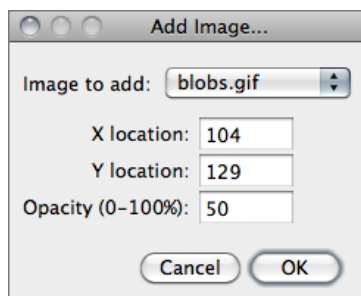 Add Image...
Image to add: blobs.gif
X location: 104
Y location: 129
Opacity (0-100%): 50
Cancel OK